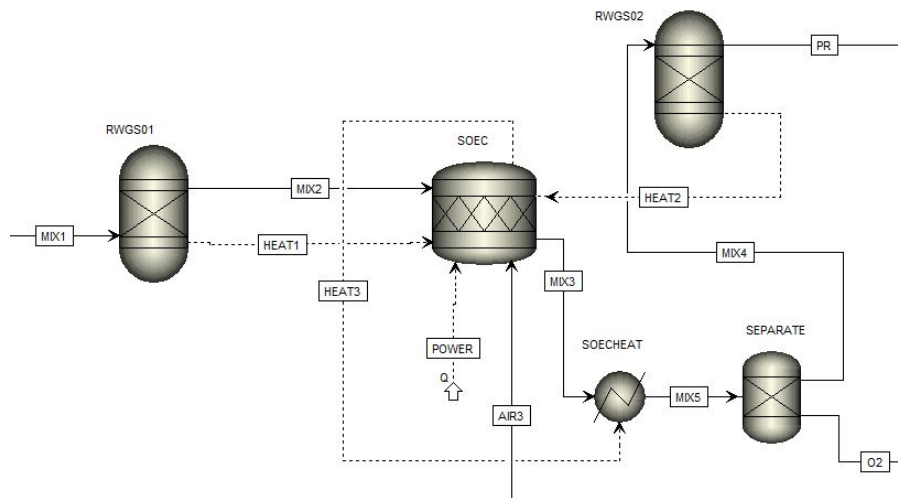 RWGS02
PR
RWGS01
SOEC
MIX2
HEAT2
MIX1
HEAT1
MIX4
MIX3
HEAT3
SEPARATE
SOECHEAT
POWER
Q
MIX5
AIR3
O2